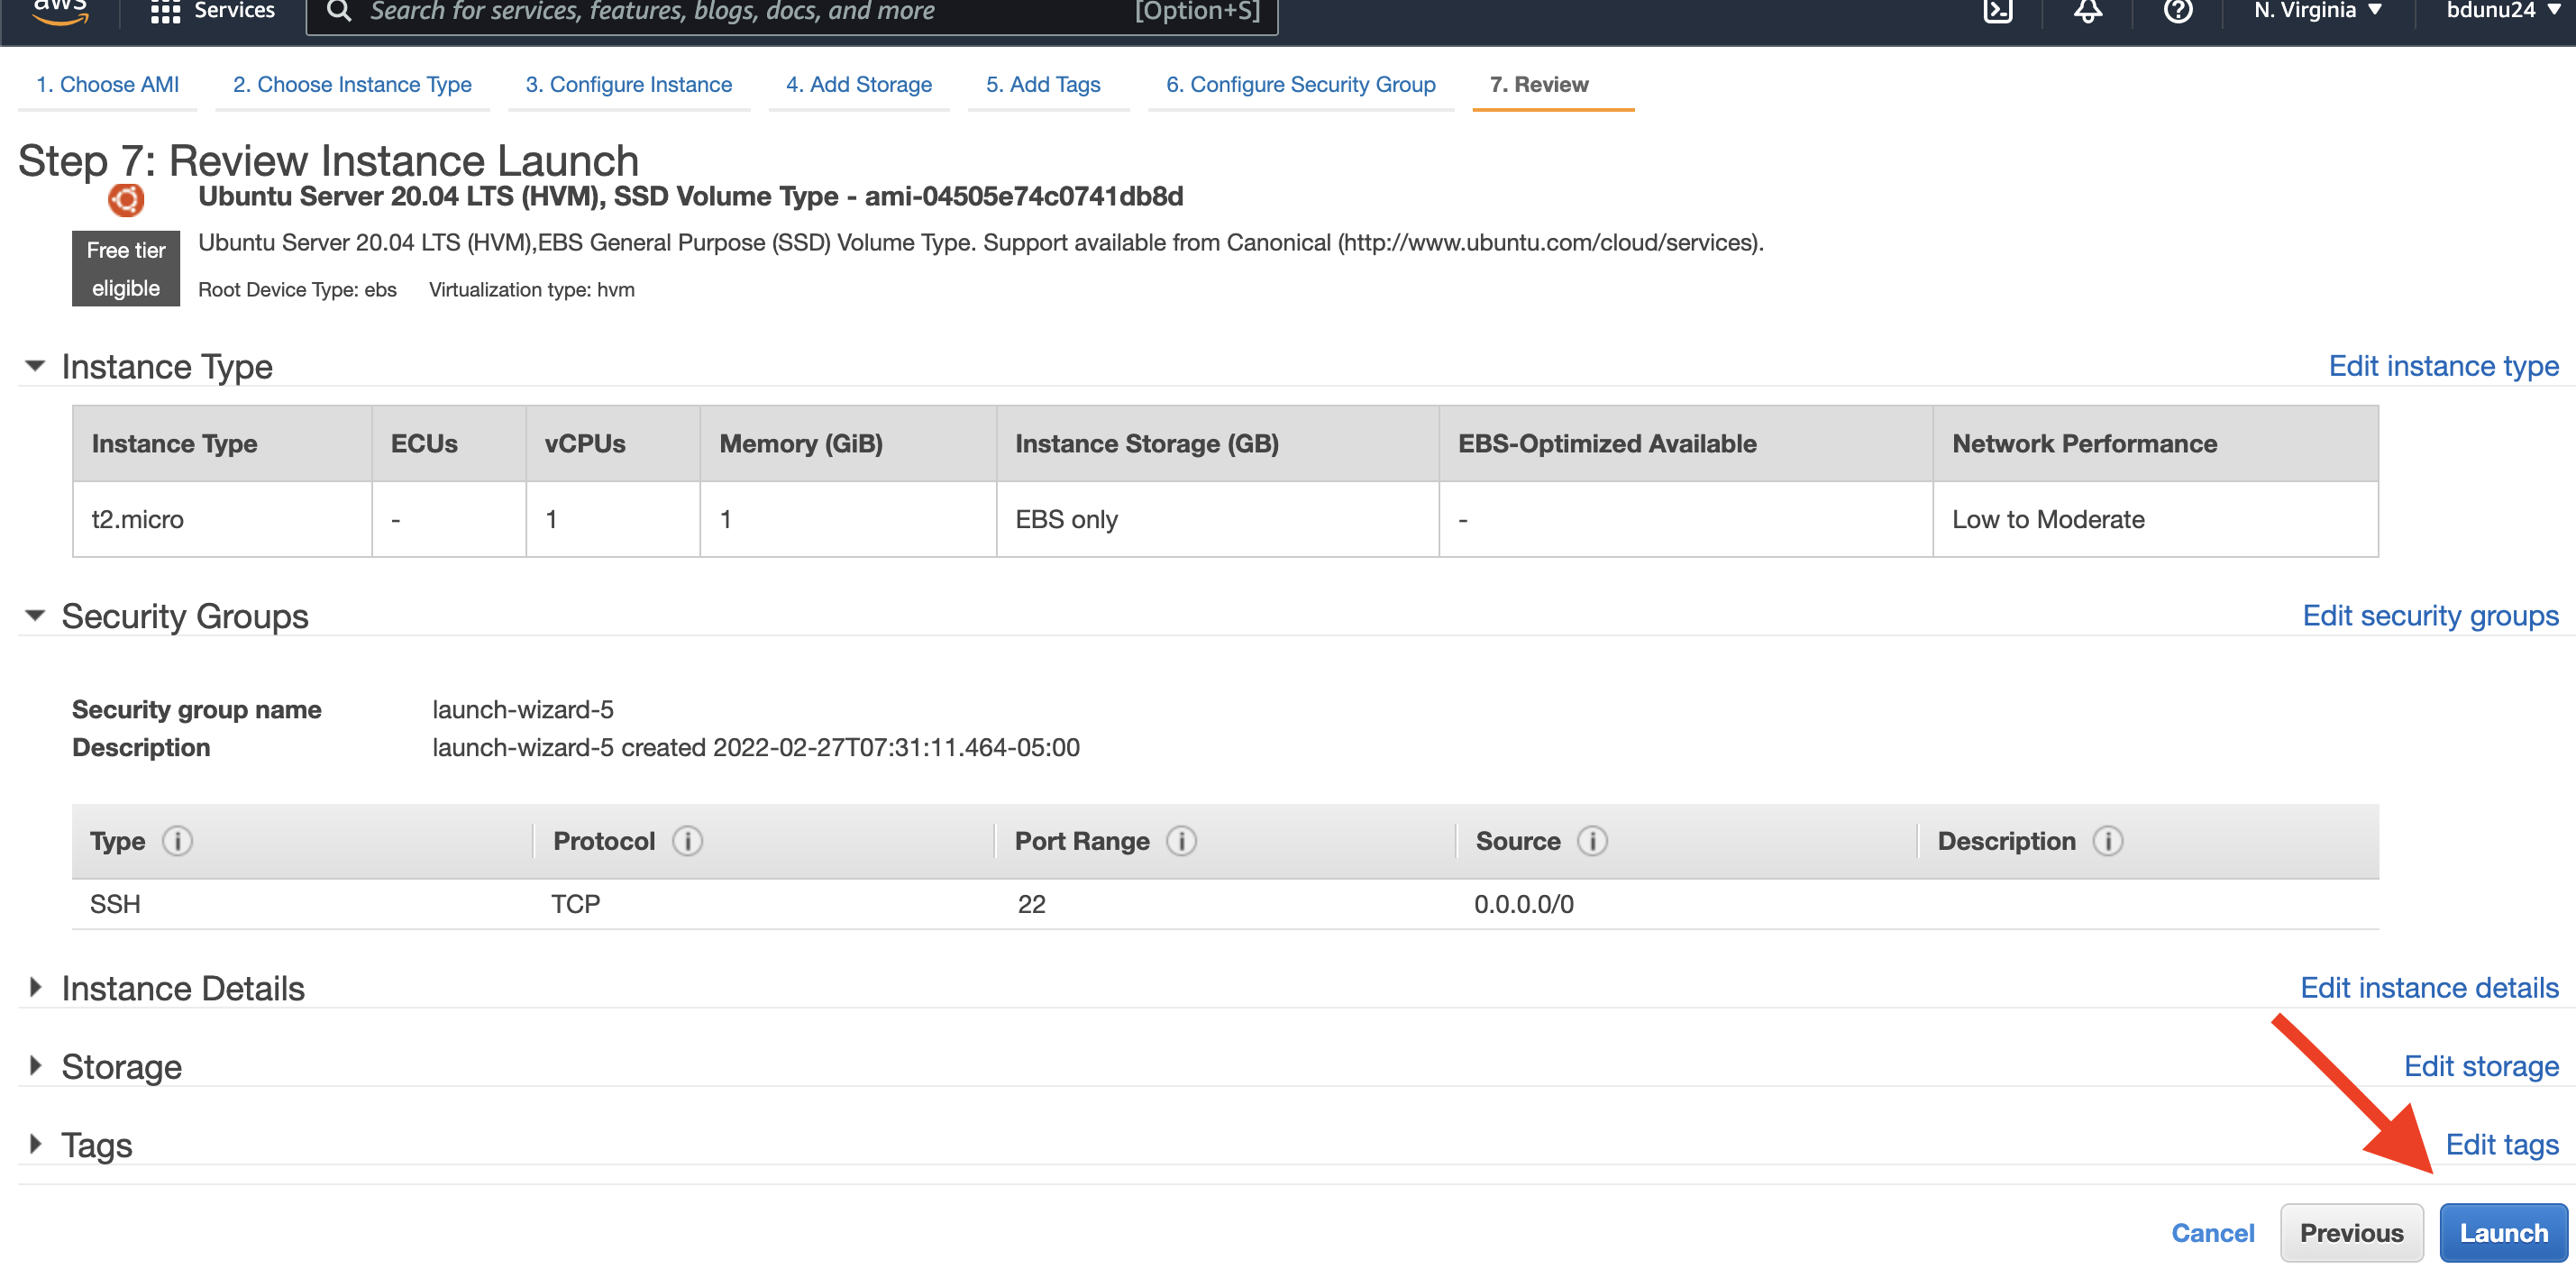 aws Services Search for services, features, blogs, docs, and more [Option+S] N. Virginia bdunu24
1. Choose AMI 2. Choose Instance Type 3. Configure Instance 4. Add Storage 5. Add Tags 6. Configure Security Group 7. Review
Step 7: Review Instance Launch
Ubuntu Server 20.04 LTS (HVM), SSD Volume Type - ami-04505e74c0741db8d
Free tier eligible
Ubuntu Server 20.04 LTS (HVM),EBS General Purpose (SSD) Volume Type. Support available from Canonical (http://www.ubuntu.com/cloud/services).
Root Device Type: ebs Virtualization type: hvm
Instance Type Edit instance type
Instance Type ECUs vCPUs Memory (GiB) Instance Storage (GB) EBS-Optimized Available Network Performance
t2.micro - 1 1 EBS only - Low to Moderate
Security Groups Edit security groups
Security group name launch-wizard-5
Description launch-wizard-5 created 2022-02-27T07:31:11.464-05:00
Type Protocol Port Range Source Description
SSH TCP 22 0.0.0.0/0
Instance Details Edit instance details
Storage Edit storage
Tags Edit tags
Cancel Previous Launch